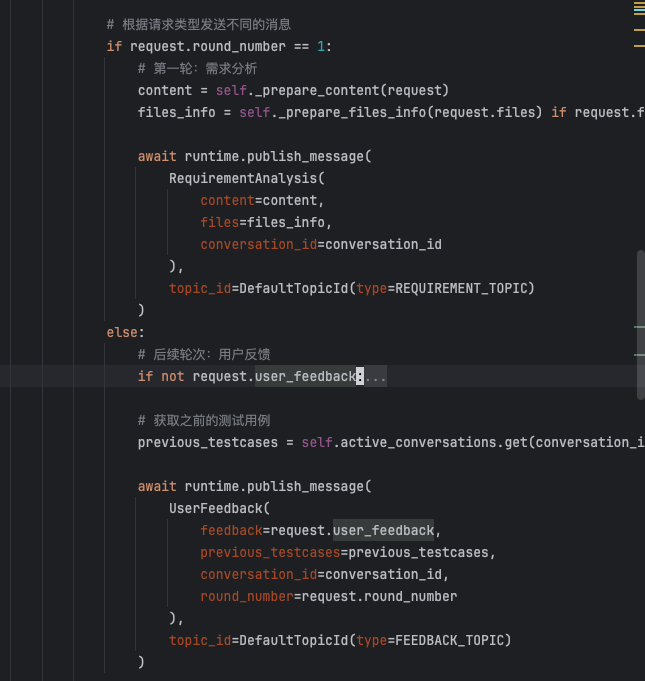 # 根据请求类型发送不同的消息
if request.round_number == 1:
# 第一轮：需求分析
content = self._prepare_content(request)
files_info = self._prepare_files_info(request.files) if request.f
await runtime.publish_message(
RequirementAnalysis(
content=content,
files=files_info,
conversation_id=conversation_id
),
topic_id=DefaultTopicId(type=REQUIREMENT_TOPIC)
)
else:
# 后续轮次：用户反馈
if not request.user_feedback:...
# 获取之前的测试用例
previous_testcases = self.active_conversations.get(conversation_i
await runtime.publish_message(
UserFeedback(
feedback=request.user_feedback,
previous_testcases=previous_testcases,
conversation_id=conversation_id,
round_number=request.round_number
),
topic_id=DefaultTopicId(type=FEEDBACK_TOPIC)
)